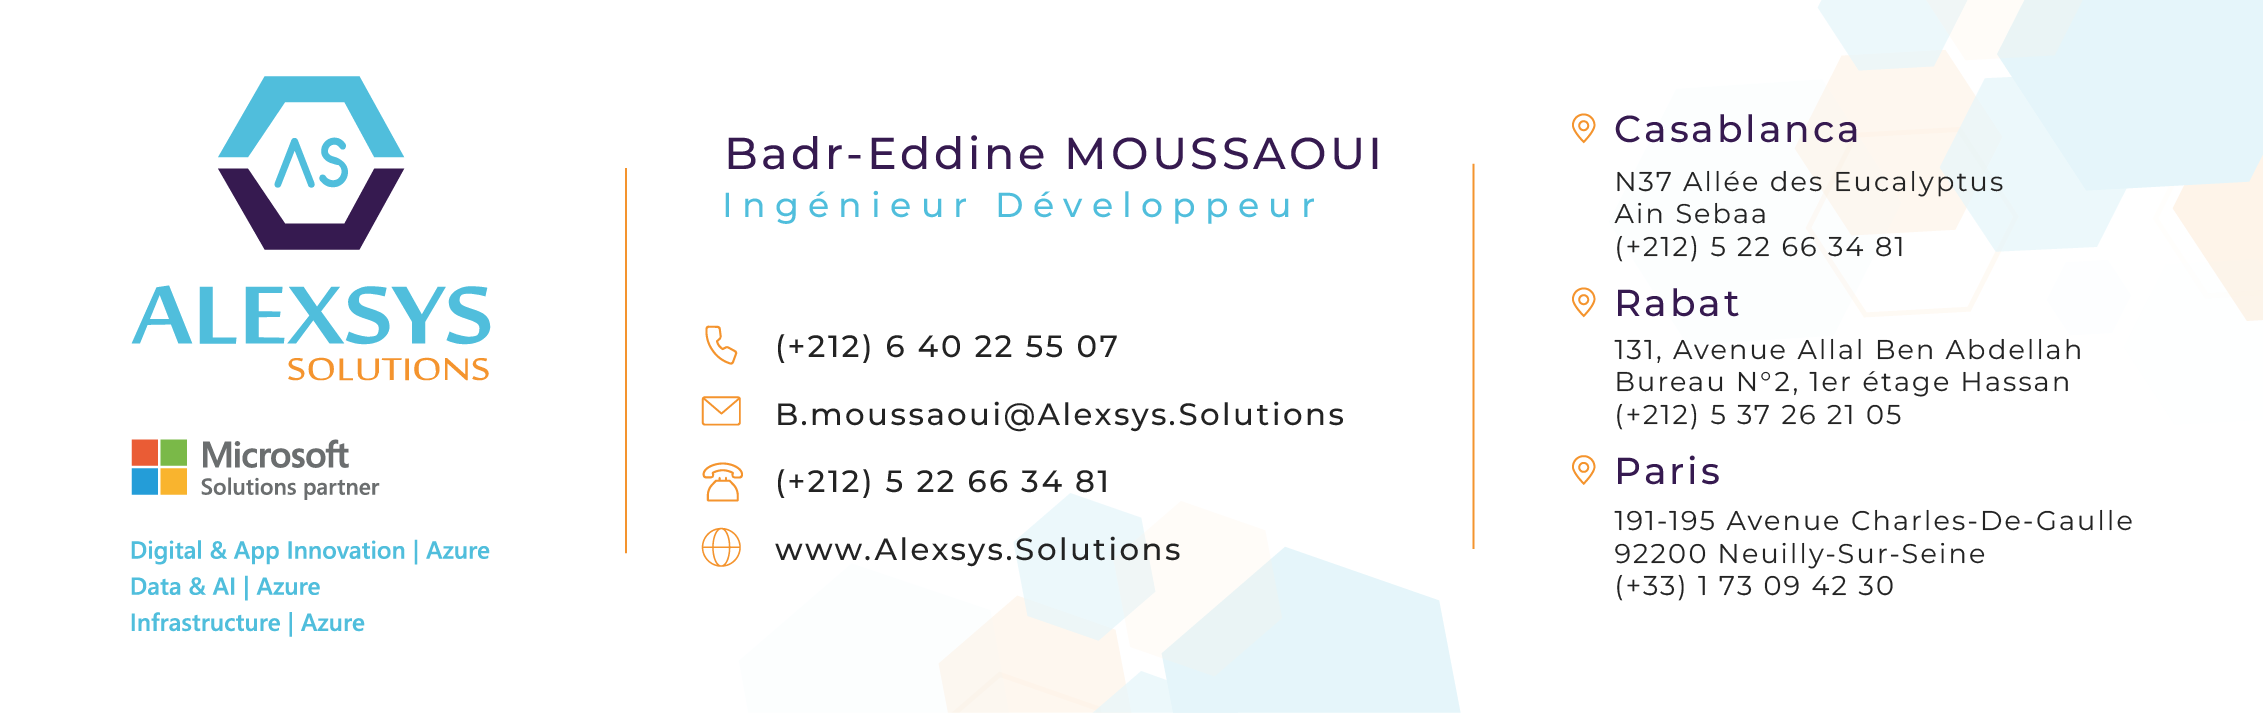 AS
ALEXSYS
SOLUTIONS
Microsoft
Solutions partner
Digital & App Innovation | Azure
Data & AI | Azure
Infrastructure | Azure
Badr-Eddine MOUSSAOUI
Ingénieur Développeur
(+212) 6 40 22 55 07
B.moussaoui@Alexsys.Solutions
(+212) 5 22 66 34 81
www.Alexsys.Solutions
Casablanca
N37 Allée des Eucalyptus
Ain Sebaa
(+212) 5 22 66 34 81
Rabat
131, Avenue Allal Ben Abdellah
Bureau N°2, 1er étage Hassan
(+212) 5 37 26 21 05
Paris
191-195 Avenue Charles-De-Gaulle
92200 Neuilly-Sur-Seine
(+33) 1 73 09 42 30